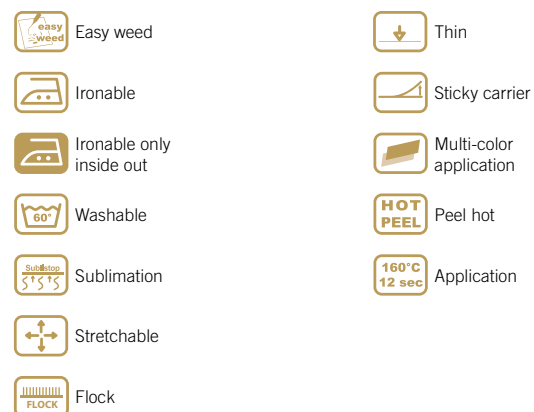 easy
weed
Easy weed
Ironable
Ironable only
inside out
60°
Washable
Sublistop
Sublimation
Stretchable
FLOCK
Flock
Thin
Sticky carrier
Multi-color
application
HOT
PEEL
Peel hot
160°C
12 sec
Application